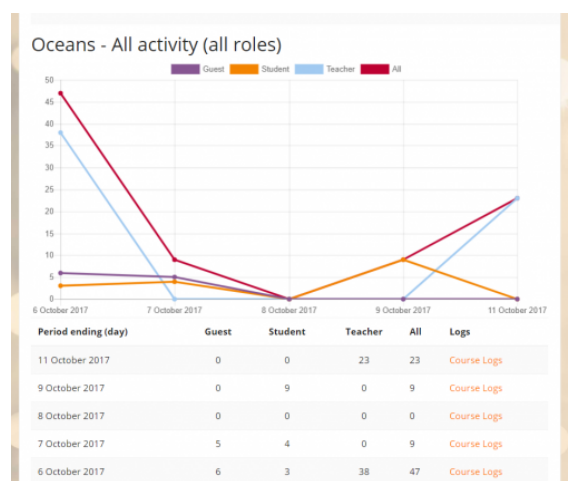 Oceans - All activity (all roles)
Guest Student Teacher All
50
45
40
35
30
25
20
15
10
5
0
6 October 2017 7 October 2017 8 October 2017 9 October 2017 11 October 2017
Period ending (day) Guest Student Teacher All Logs
11 October 2017 0 0 23 23 Course Logs
9 October 2017 0 9 0 9 Course Logs
8 October 2017 0 0 0 0 Course Logs
7 October 2017 5 4 0 9 Course Logs
6 October 2017 6 3 38 47 Course Logs